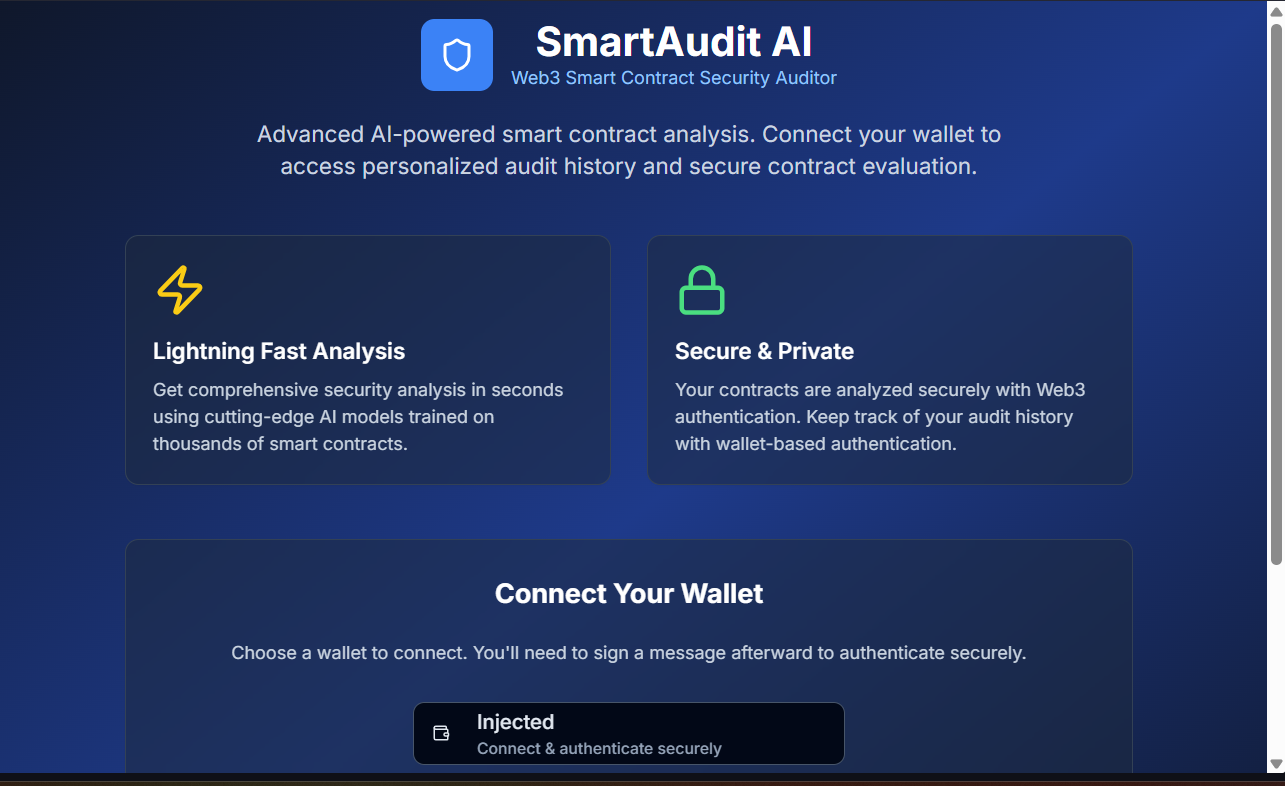 SmartAudit AI
Web3 Smart Contract Security Auditor
Advanced AI-powered smart contract analysis. Connect your wallet to
access personalized audit history and secure contract evaluation.
Lightning Fast Analysis
Get comprehensive security analysis in seconds
using cutting-edge AI models trained on
thousands of smart contracts.
Secure & Private
Your contracts are analyzed securely with Web3
authentication. Keep track of your audit history
with wallet-based authentication.
Connect Your Wallet
Choose a wallet to connect. You'll need to sign a message afterward to authenticate securely.
Injected
Connect & authenticate securely